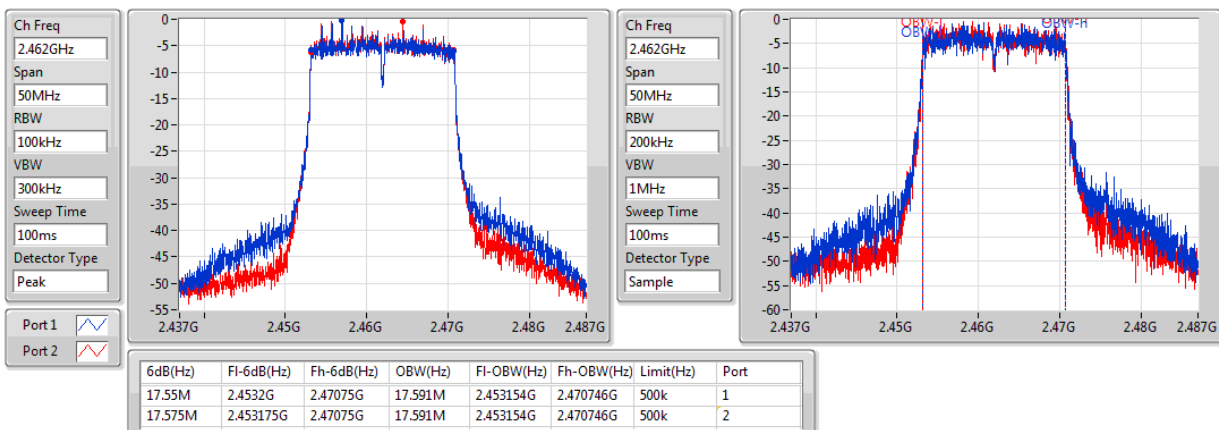 Ch Freq
2.462GHz
Span
50MHz
RBW
100kHz
VBW
300kHz
Sweep Time
100ms
Detector Type
Peak
Port 1
Port 2
0
-5
-10
-15
-20
-25
-30
-35
-40
-45
-50
-55
2.437G 2.45G 2.46G 2.47G 2.48G 2.487G
Ch Freq
2.462GHz
Span
50MHz
RBW
200kHz
VBW
1MHz
Sweep Time
100ms
Detector Type
Sample
0
-5
-10
-15
-20
-25
-30
-35
-40
-45
-50
-55
-60
OBW-H
2.437G 2.45G 2.46G 2.47G 2.48G 2.487G
6dB(Hz) Fl-6dB(Hz) Fh-6dB(Hz) OBW(Hz) Fl-OBW(Hz) Fh-OBW(Hz) Limit(Hz) Port
17.55M 2.4532G 2.47075G 17.591M 2.453154G 2.470746G 500k 1
17.575M 2.453175G 2.47075G 17.591M 2.453154G 2.470746G 500k 2